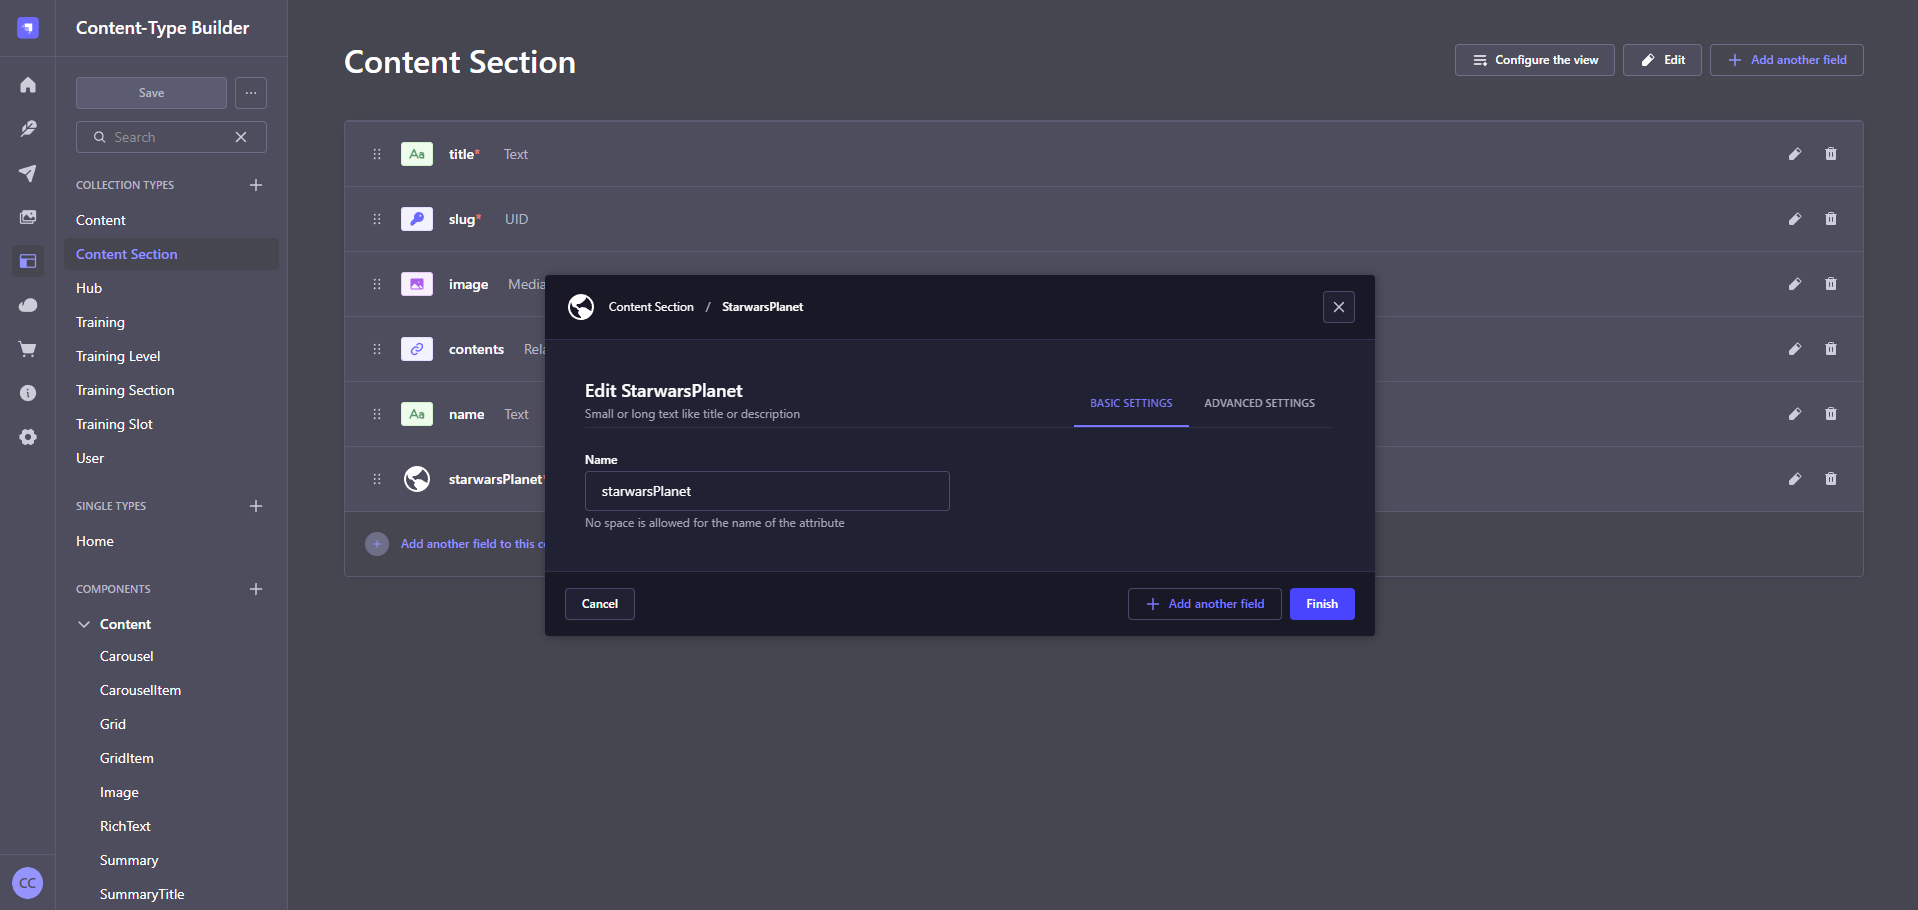 Content-Type Builder
Save
...
Search
COLLECTION TYPES
Content
Content Section
Hub
Training
Training Level
Training Section
Training Slot
User
SINGLE TYPES
Home
COMPONENTS
Content
Carousel
CarouselItem
Grid
GridItem
Image
RichText
Summary
SummaryTitle
CC
Content Section
Configure the view
Edit
Add another field
Aa title* Text
slug* UID
image Media
contents Rela
Aa name Text
starwarsPlanet
Add another field to this co
Content Section / StarwarsPlanet
Edit StarwarsPlanet
Small or long text like title or description
BASIC SETTINGS
ADVANCED SETTINGS
Name
starwarsPlanet
No space is allowed for the name of the attribute
Cancel
Add another field
Finish